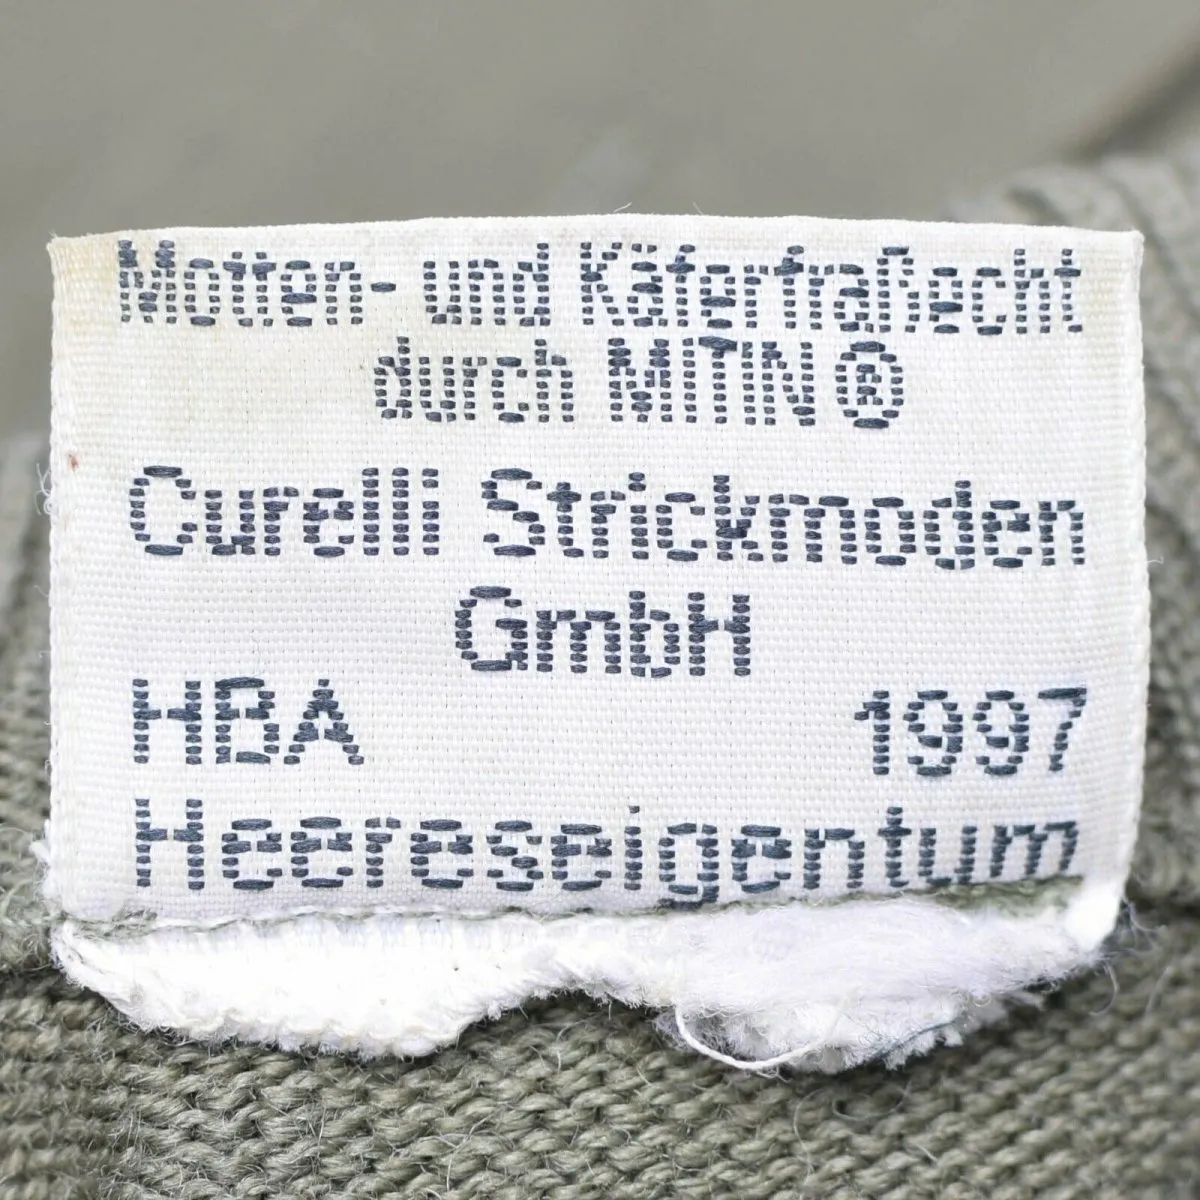 Motten- und Käferfraßecht
durch MITIN ®
Curelli Strickmoden
GmbH
HBA 1997
Heereseigentum